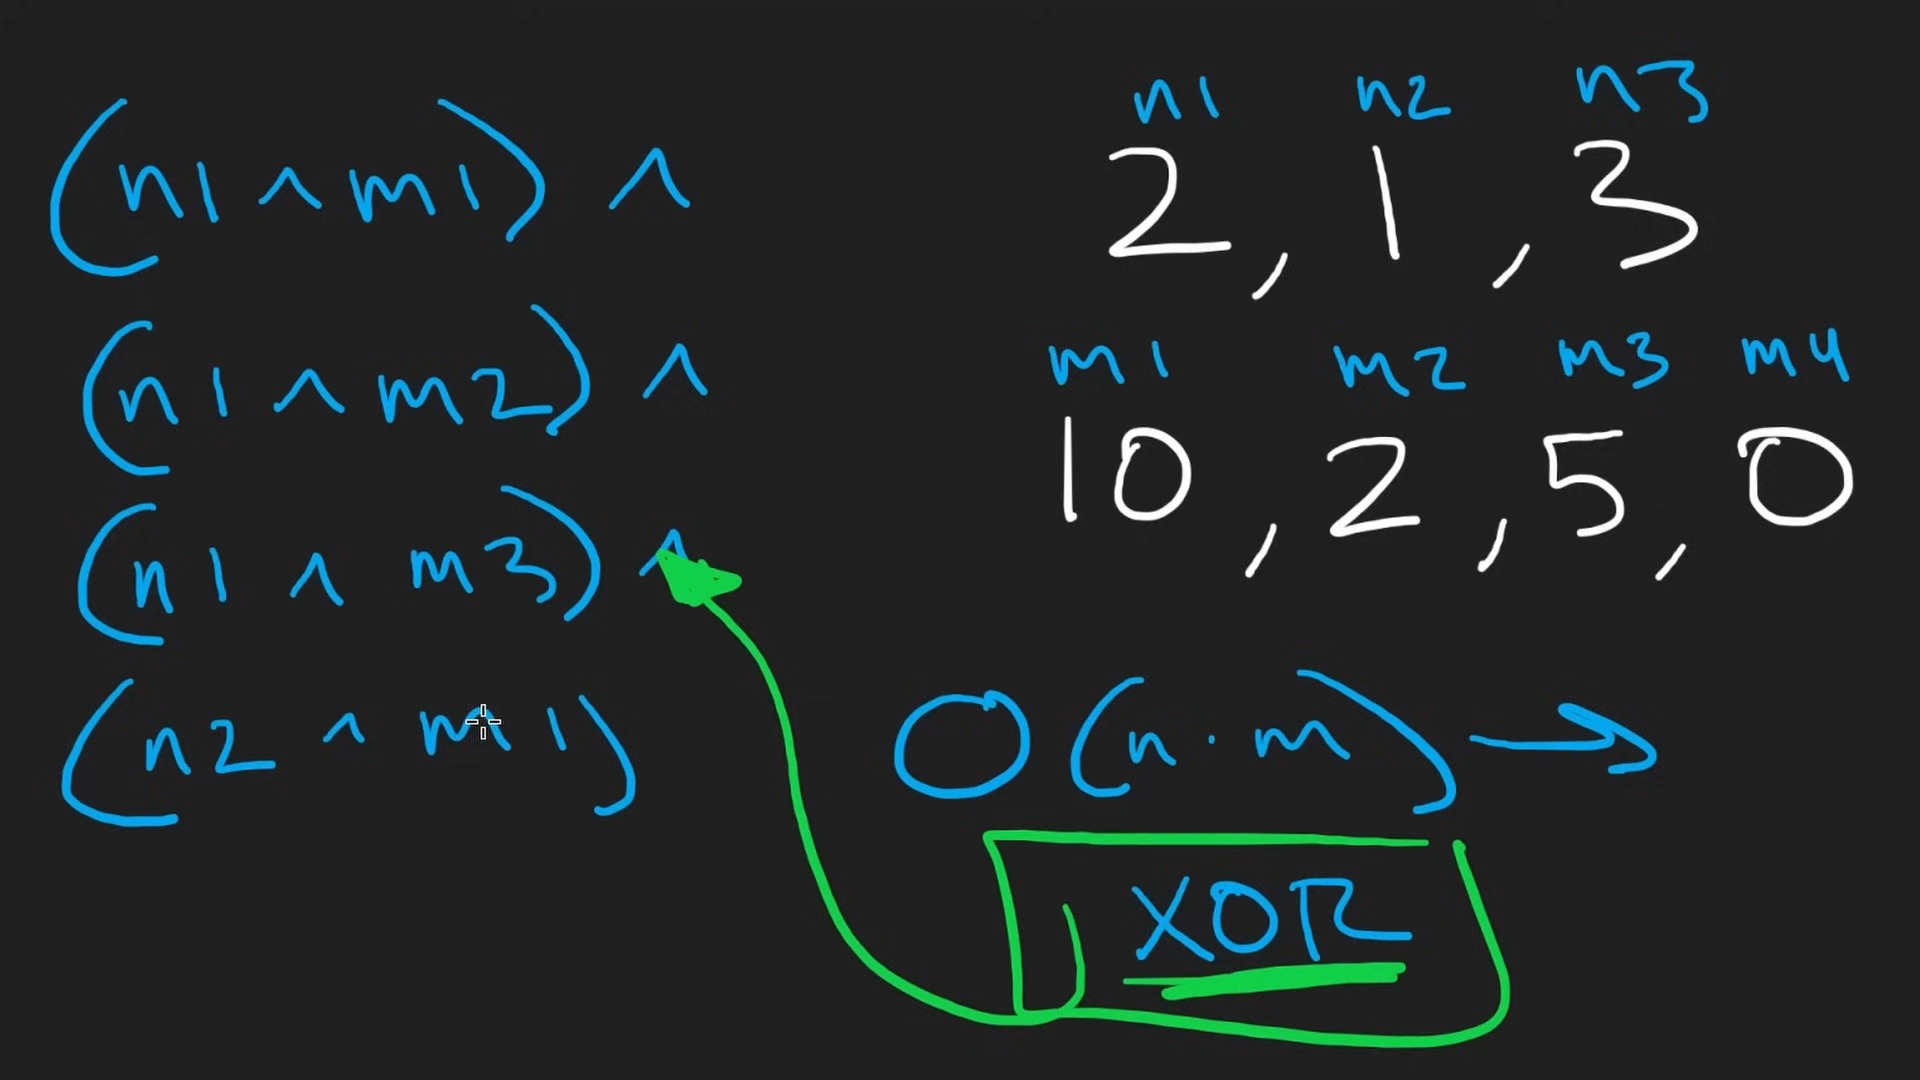 (n1 ^ m1) ^
(n1 ^ m2) ^
(n1 ^ m3) ^
(n2 ^ m1)
n1 n2 n3
2, 1, 3
m1 m2 m3 m4
10, 2, 5, 0
O(n · m) →
XOR